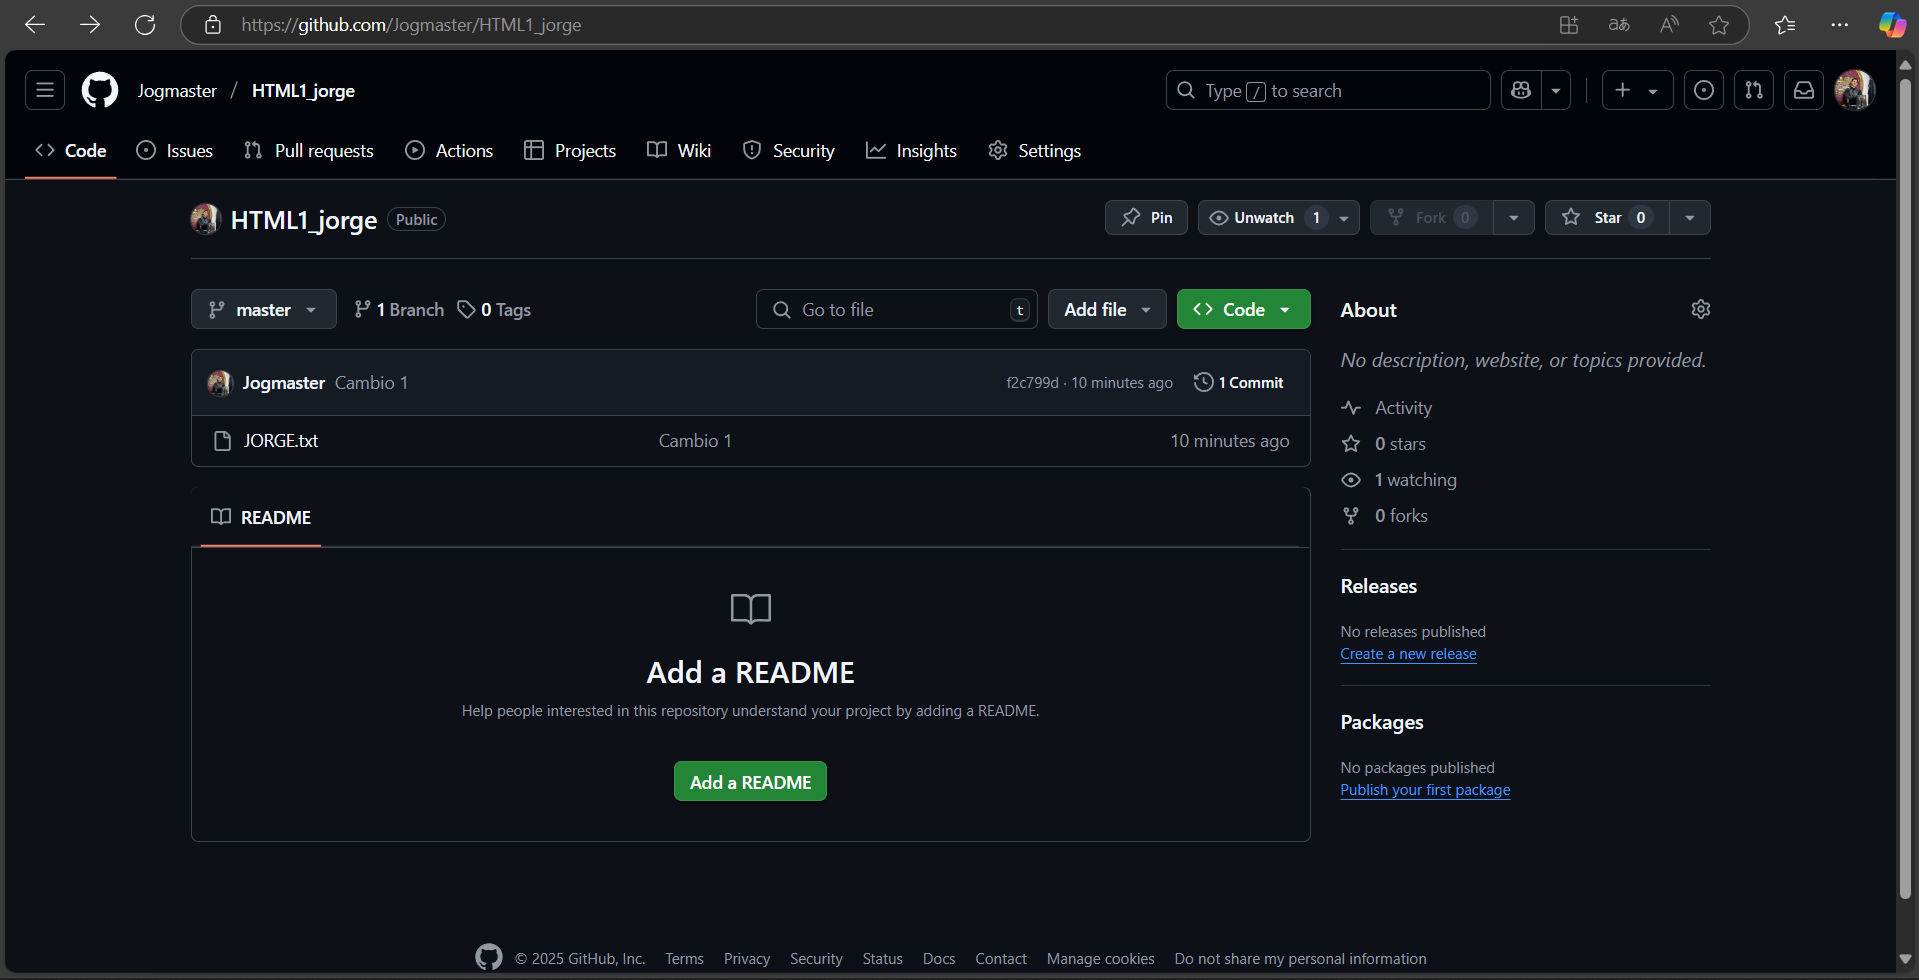 https://github.com/Jogmaster/HTML1_jorge
Jogmaster / HTML1_jorge
Type / to search
Code Issues Pull requests Actions Projects Wiki Security Insights Settings
HTML1_jorge Public
Pin Unwatch 1 Fork 0 Star 0
master 1 Branch 0 Tags Go to file t Add file Code
About
No description, website, or topics provided.
Jogmaster Cambio 1 f2c799d · 10 minutes ago 1 Commit
JORGE.txt Cambio 1 10 minutes ago
Activity
0 stars
1 watching
0 forks
README
Add a README
Help people interested in this repository understand your project by adding a README.
Add a README
Releases
No releases published
Create a new release
Packages
No packages published
Publish your first package
© 2025 GitHub, Inc. Terms Privacy Security Status Docs Contact Manage cookies Do not share my personal information